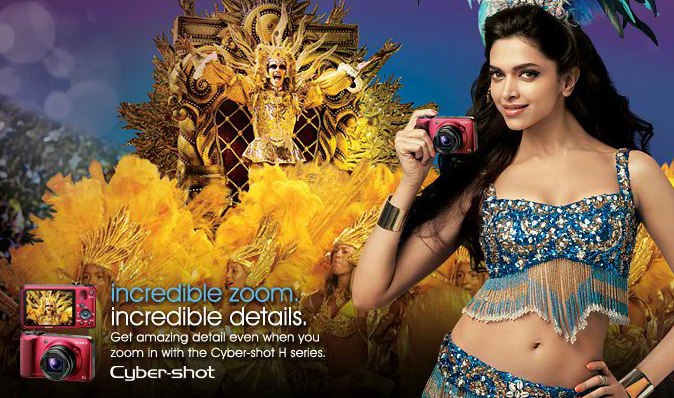 incredible zoom.
incredible details.
Get amazing detail even when you
zoom in with the Cyber-shot H series.
Cyber-shot